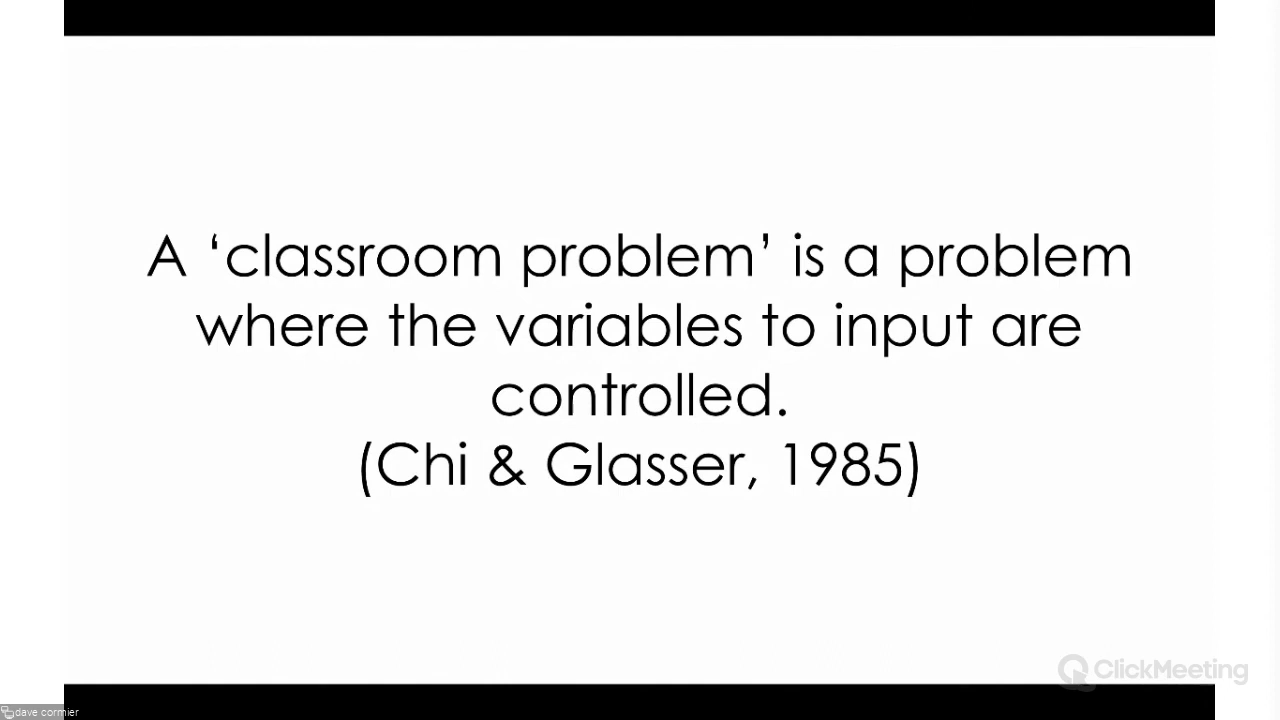 A ‘classroom problem’ is a problem
where the variables to input are
controlled.
(Chi & Glasser, 1985)
ClickMeeting
dave cormier